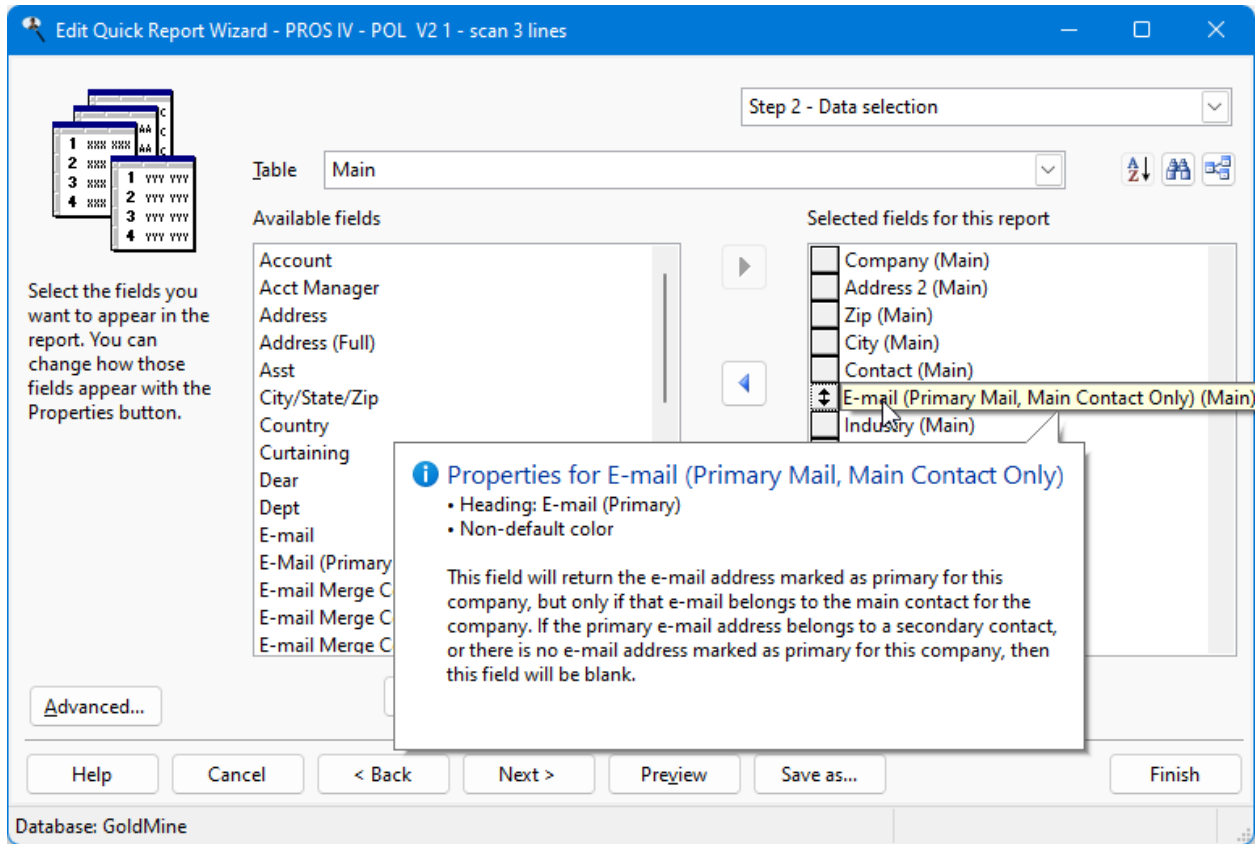 Edit Quick Report Wizard - PROS IV - POL V2 1 - scan 3 lines
Step 2 - Data selection
Table Main
Available fields
Selected fields for this report
Select the fields you
want to appear in the
report. You can
change how those
fields appear with the
Properties button.
Account
Acct Manager
Address
Address (Full)
Asst
City/State/Zip
Country
Curtaining
Dear
Dept
E-mail
E-Mail (Primary
E-mail Merge C
E-mail Merge C
E-mail Merge C
Company (Main)
Address 2 (Main)
Zip (Main)
City (Main)
Contact (Main)
E-mail (Primary Mail, Main Contact Only) (Main)
Industry (Main)
Properties for E-mail (Primary Mail, Main Contact Only)
• Heading: E-mail (Primary)
• Non-default color
This field will return the e-mail address marked as primary for this
company, but only if that e-mail belongs to the main contact for the
company. If the primary e-mail address belongs to a secondary contact,
or there is no e-mail address marked as primary for this company, then
this field will be blank.
Advanced...
Help Cancel < Back Next > Preview Save as... Finish
Database: GoldMine